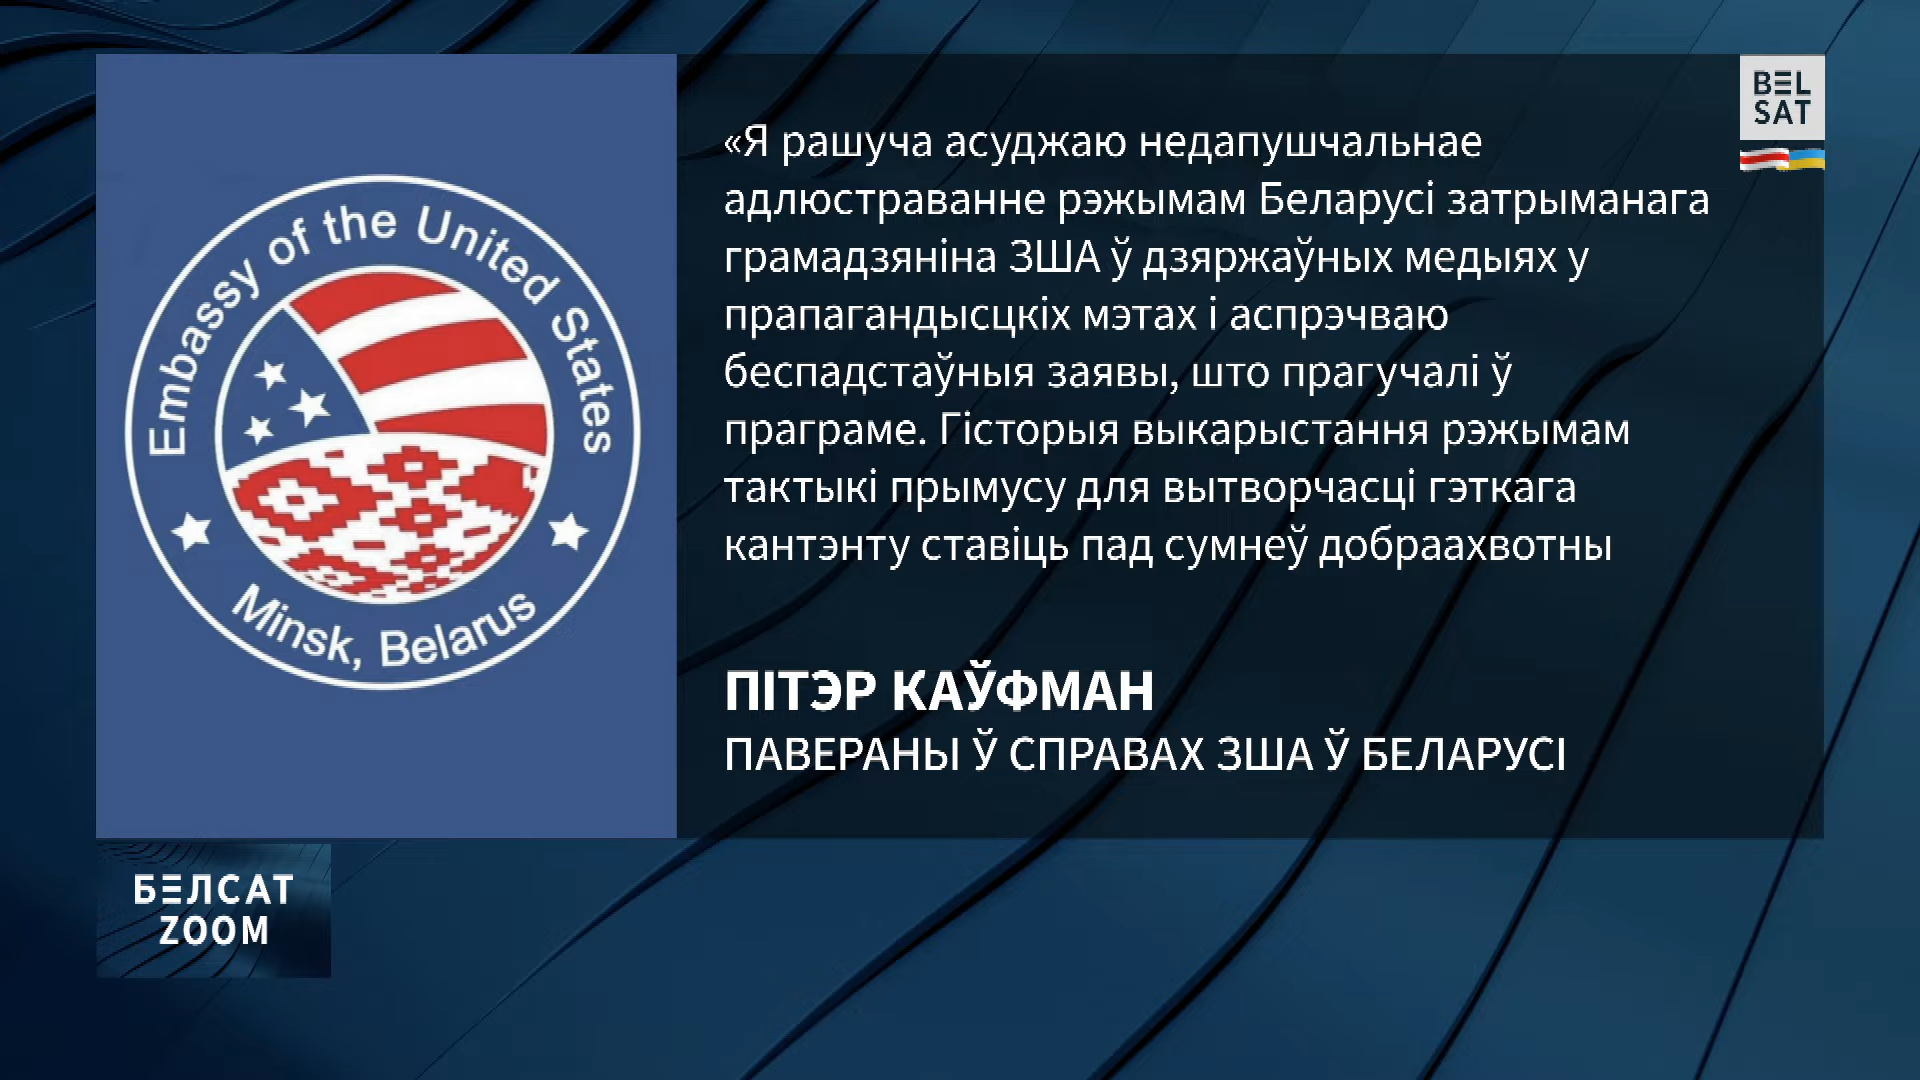 Embassy of the United States
Minsk, Belarus
BEL
SAT
«Я рашуча асуджаю недапушчальнае
адлюстраванне рэжымам Беларусі затрыманага
грамадзяніна ЗША ў дзяржаўных медыях у
прапагандысцкіх мэтах і аспрэчваю
беспадстаўныя заявы, што прагучалі ў
праграме. Гісторыя выкарыстання рэжымам
тактыкі прымусу для вытворчасці гэткага
кантэнту ставіць пад сумнеў добраахвотны
ПІТЭР КАЎФМАН
ПАВЕРАНЫ Ў СПРАВАХ ЗША Ў БЕЛАРУСІ
БЕЛСАТ
ZOOM